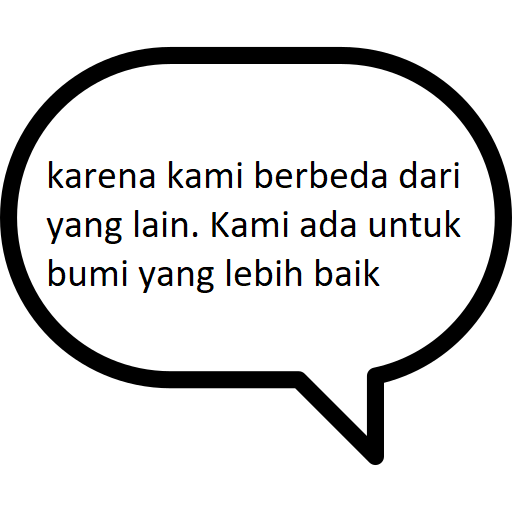 karena kami berbeda dari
yang lain. Kami ada untuk
bumi yang lebih baik